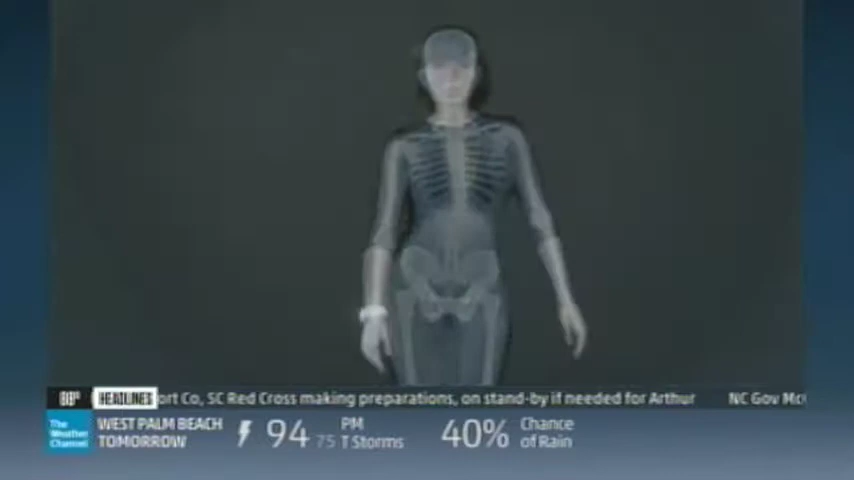 HEADLINES ort Co, SC Red Cross making preparations, on stand-by if needed for Arthur NC Gov Mc
The
Weather
Channel
WEST PALM BEACH
TOMORROW
94 75
PM
T Storms
40%
Chance
of Rain